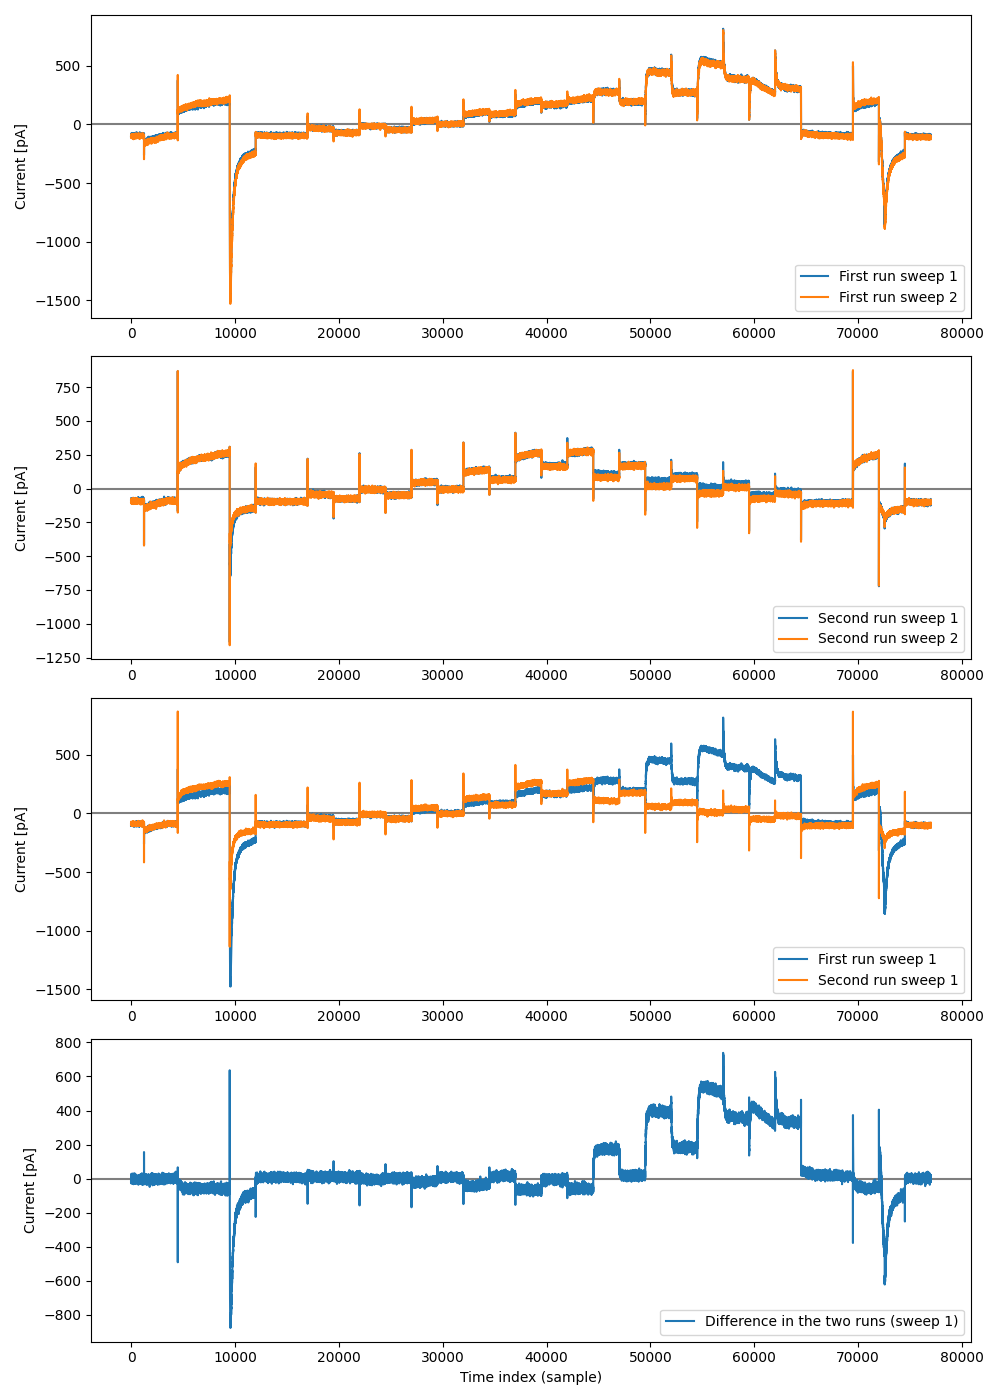 500
0
−500
−1000
−1500
Current [pA]
First run sweep 1
First run sweep 2
0 10000 20000 30000 40000 50000 60000 70000 80000
750
500
250
0
−250
−500
−750
−1000
−1250
Current [pA]
Second run sweep 1
Second run sweep 2
0 10000 20000 30000 40000 50000 60000 70000 80000
500
0
−500
−1000
−1500
Current [pA]
First run sweep 1
Second run sweep 1
0 10000 20000 30000 40000 50000 60000 70000 80000
800
600
400
200
0
−200
−400
−600
−800
Current [pA]
Difference in the two runs (sweep 1)
0 10000 20000 30000 40000 50000 60000 70000 80000
Time index (sample)